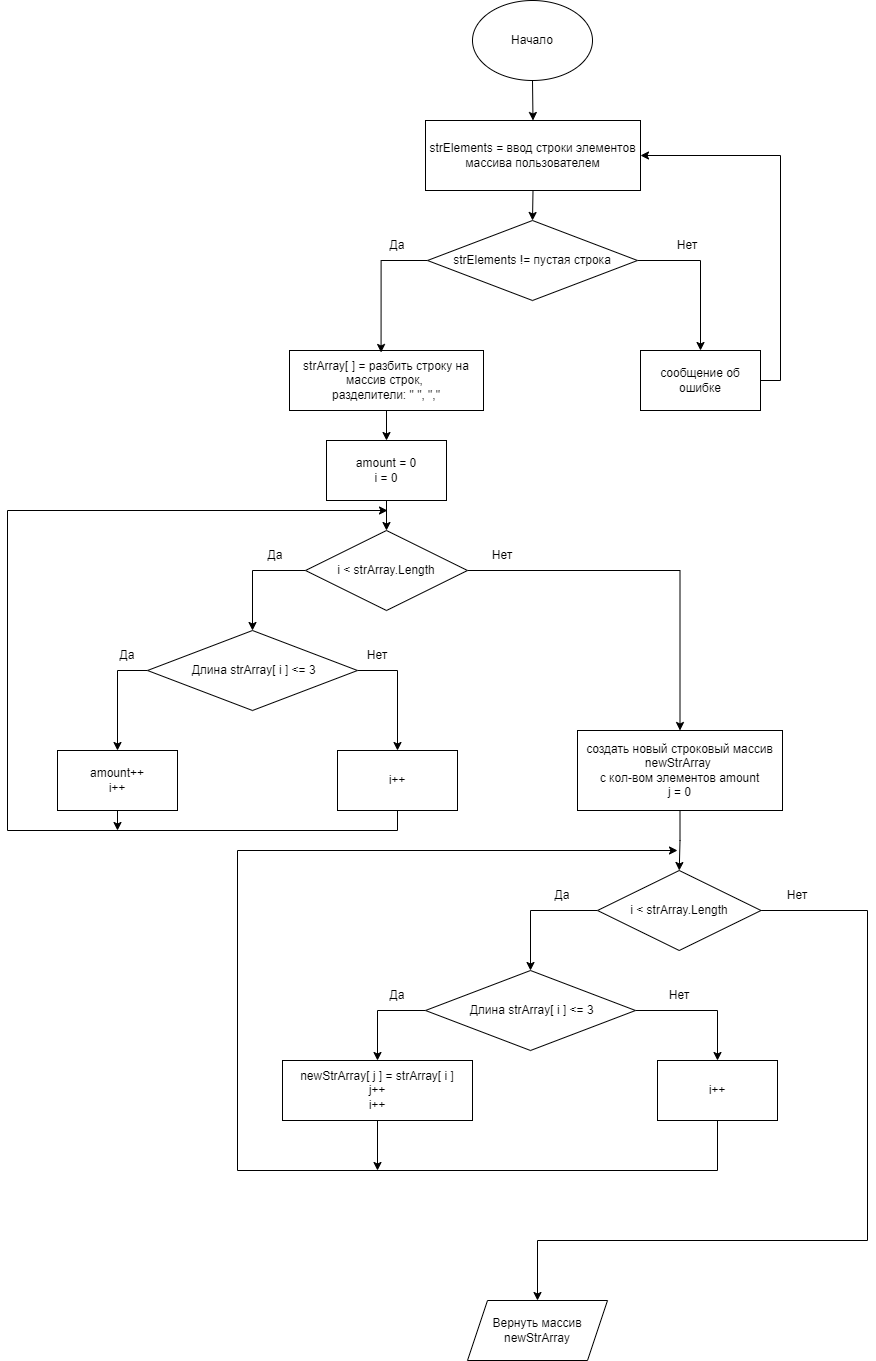 Начало
strElements = ввод строки элементов
массива пользователем
strElements != пустая строка
Да
Нет
strArray[ ] = разбить строку на
массив строк,
разделители: " ", ","
сообщение об
ошибке
amount = 0
i = 0
i < strArray.Length
Да
Нет
Длина strArray[ i ] <= 3
Да
Нет
amount++
i++
i++
создать новый строковый массив
newStrArray
с кол-вом элементов amount
j = 0
i < strArray.Length
Да
Нет
Длина strArray[ i ] <= 3
Да
Нет
newStrArray[ j ] = strArray[ i ]
j++
i++
i++
Вернуть массив
newStrArray